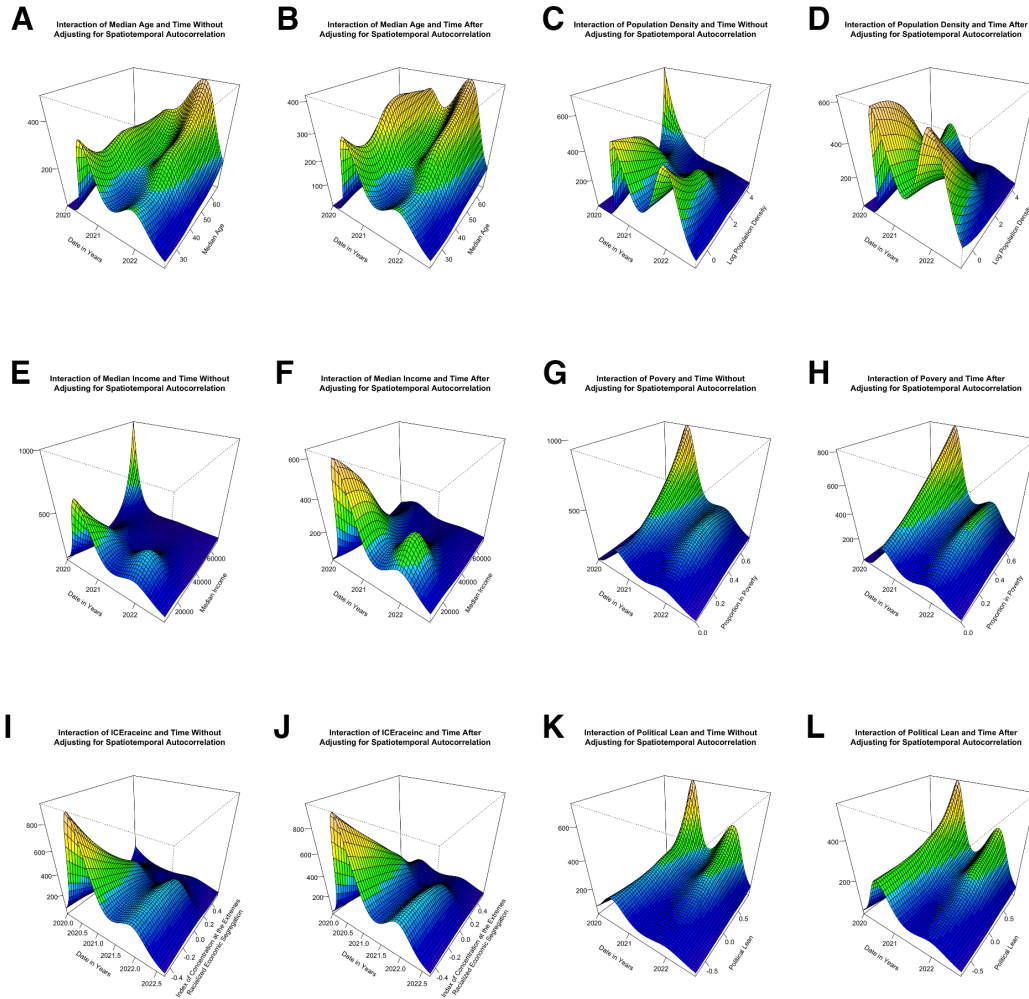 A
Interaction of Median Age and Time Without
Adjusting for Spatiotemporal Autocorrelation
400
200
2020
2021
2022
Date in Years
30
40
50
60
Median Age
B
Interaction of Median Age and Time After
Adjusting for Spatiotemporal Autocorrelation
400
300
200
100
2020
2021
2022
Date in Years
30
40
50
60
Median Age
C
Interaction of Population Density and Time Without
Adjusting for Spatiotemporal Autocorrelation
600
400
200
2020
2021
2022
Date in Years
0
2
4
Log Population Density
D
Interaction of Population Density and Time After
Adjusting for Spatiotemporal Autocorrelation
600
400
200
2020
2021
2022
Date in Years
0
2
4
Log Population Density
E
Interaction of Median Income and Time Without
Adjusting for Spatiotemporal Autocorrelation
1000
500
2020
2021
2022
Date in Years
20000
40000
60000
Median Income
F
Interaction of Median Income and Time After
Adjusting for Spatiotemporal Autocorrelation
600
400
200
2020
2021
2022
Date in Years
20000
40000
60000
Median Income
G
Interaction of Povery and Time Without
Adjusting for Spatiotemporal Autocorrelation
1000
500
2020
2021
2022
Date in Years
0.0
0.2
0.4
0.6
Proportion in Poverty
H
Interaction of Povery and Time After
Adjusting for Spatiotemporal Autocorrelation
800
600
400
200
2020
2021
2022
Date in Years
0.0
0.2
0.4
0.6
Proportion in Poverty
I
Interaction of ICEraceinc and Time Without
Adjusting for Spatiotemporal Autocorrelation
800
600
400
200
2020.0
2020.5
2021.0
2021.5
2022.0
2022.5
Date in Years
-0.4
-0.2
0.0
0.2
0.4
Index of Concentration at the Extremes
Racialized Economic Segregation
J
Interaction of ICEraceinc and Time After
Adjusting for Spatiotemporal Autocorrelation
800
600
400
200
2020.0
2020.5
2021.0
2021.5
2022.0
2022.5
Date in Years
-0.4
-0.2
0.0
0.2
0.4
Index of Concentration at the Extremes
Racialized Economic Segregation
K
Interaction of Political Lean and Time Without
Adjusting for Spatiotemporal Autocorrelation
600
400
200
2020
2021
2022
Date in Years
-0.5
0.0
0.5
Political Lean
L
Interaction of Political Lean and Time After
Adjusting for Spatiotemporal Autocorrelation
400
200
2020
2021
2022
Date in Years
-0.5
0.0
0.5
Political Lean